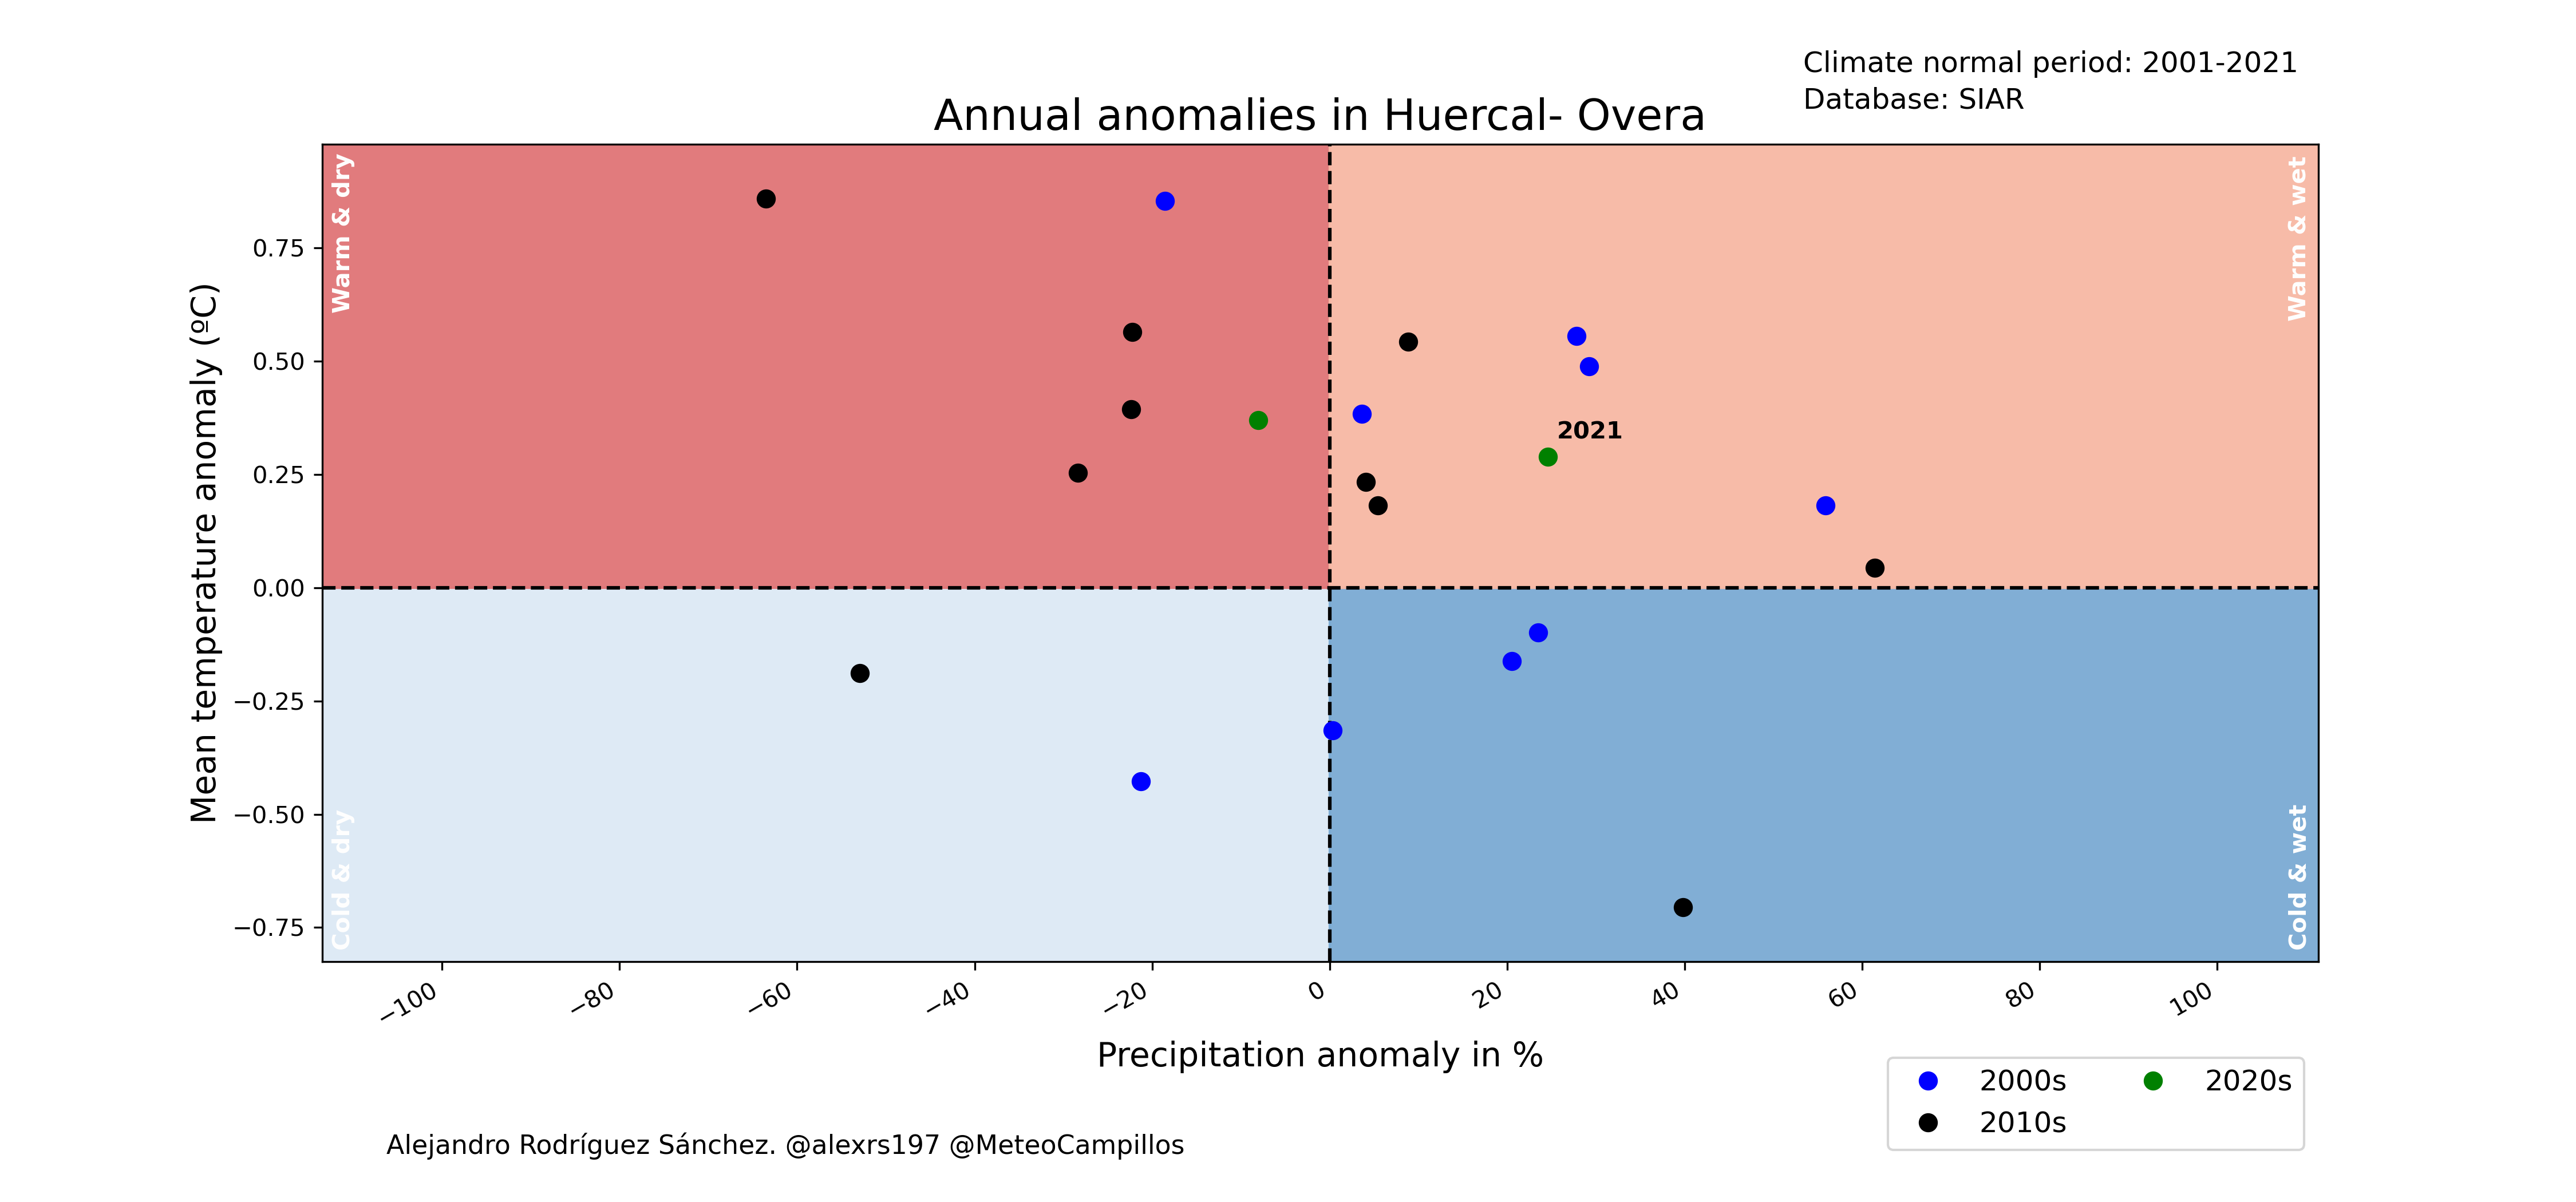 Climate normal period: 2001-2021
Database: SIAR
Annual anomalies in Huercal- Overa
Warm & dry
Warm & wet
0.75
0.50
0.25
0.00
−0.25
−0.50
−0.75
Mean temperature anomaly (ºC)
2021
Cold & dry
Cold & wet
−100 −80 −60 −40 −20 0 20 40 60 80 100
Precipitation anomaly in %
2000s 2020s
2010s
Alejandro Rodríguez Sánchez. @alexrs197 @MeteoCampillos